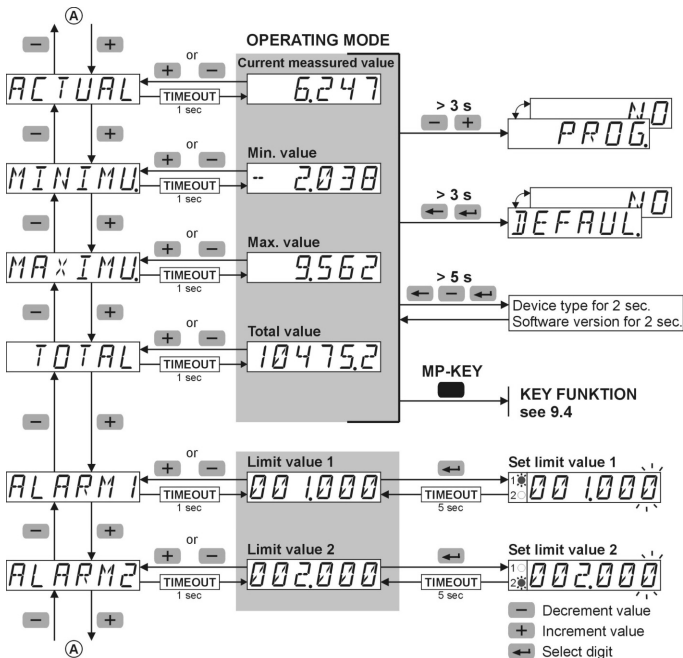 A
OPERATING MODE
− +
or
+ −
Current meassured value
ACTUAL
TIMEOUT
1 sec
6.247
> 3 s
− +
NO
PROG.
− +
or
+ −
Min. value
MINIMU.
TIMEOUT
1 sec
- 2.038
> 3 s
NO
DEFAUL.
− +
or
+ −
Max. value
MAXIMU.
TIMEOUT
1 sec
9.562
> 5 s
−
Device type for 2 sec.
Software version for 2 sec.
− +
or
+ −
Total value
TOTAL
TIMEOUT
1 sec
10475.2
MP-KEY
KEY FUNKTION
see 9.4
− +
or
+ −
Limit value 1
Set limit value 1
ALARM1
TIMEOUT
1 sec
001.000
TIMEOUT
5 sec
1
2
001.000
− +
or
+ −
Limit value 2
Set limit value 2
ALARM2
TIMEOUT
1 sec
002.000
TIMEOUT
5 sec
1
2
002.000
− +
− Decrement value
+ Increment value
Select digit
A